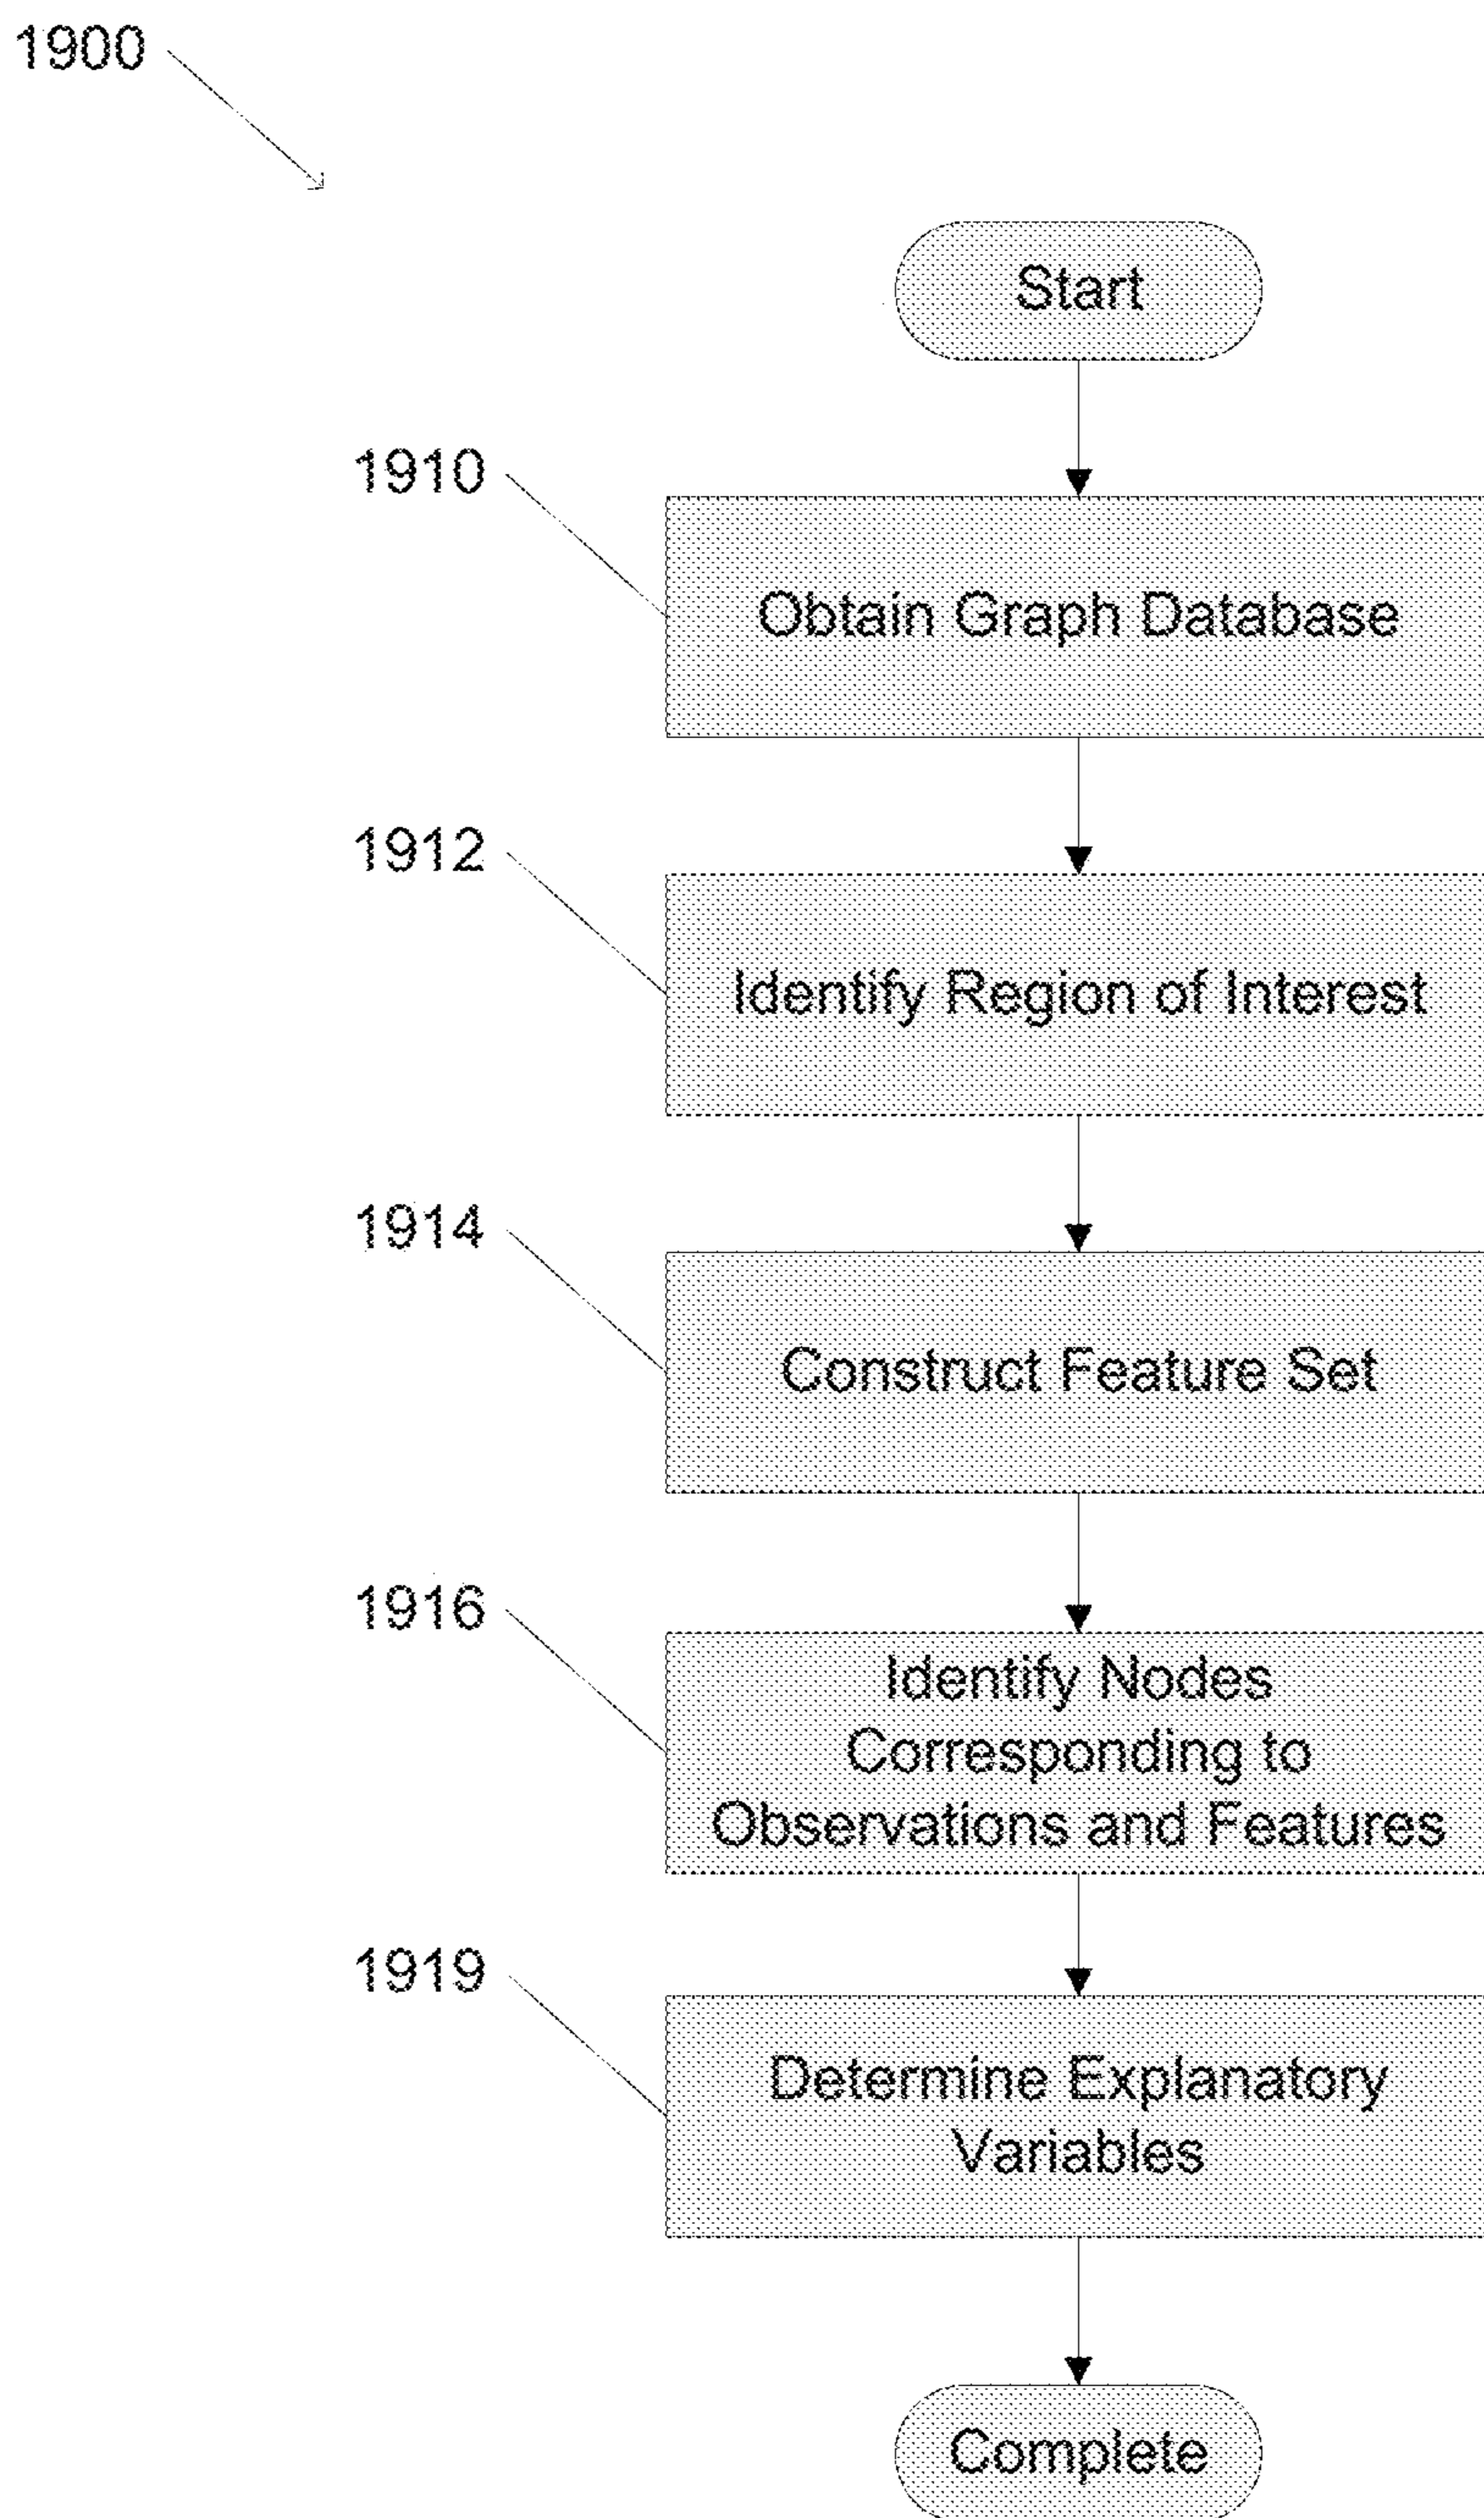 1900
Start
1910
Obtain Graph Database
1912
Identify Region of Interest
1914
Construct Feature Set
1916
Identify Nodes
Corresponding to
Observations and Features
1919
Determine Explanatory
Variables
Complete